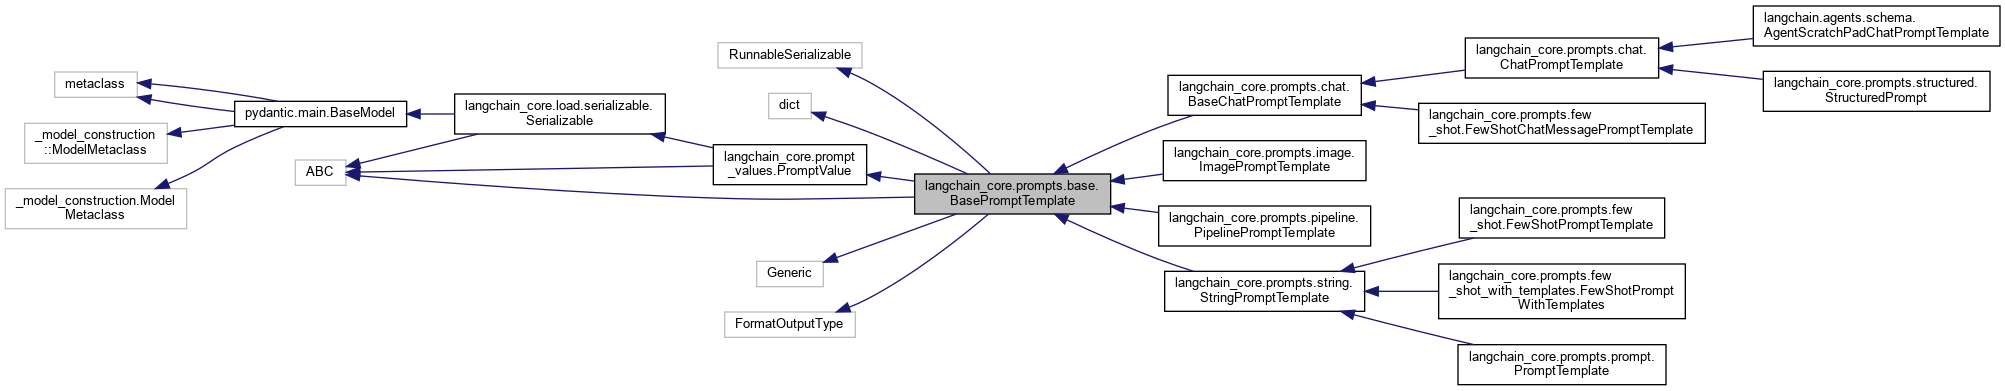 metaclass
_model_construction
::ModelMetaclass
_model_construction.Model
Metaclass
pydantic.main.BaseModel
ABC
langchain_core.load.serializable.
Serializable
RunnableSerializable
dict
langchain_core.prompt
_values.PromptValue
Generic
FormatOutputType
langchain_core.prompts.base.
BasePromptTemplate
langchain_core.prompts.chat.
BaseChatPromptTemplate
langchain_core.prompts.image.
ImagePromptTemplate
langchain_core.prompts.pipeline.
PipelinePromptTemplate
langchain_core.prompts.string.
StringPromptTemplate
langchain_core.prompts.chat.
ChatPromptTemplate
langchain_core.prompts.few
_shot.FewShotChatMessagePromptTemplate
langchain_core.prompts.few
_shot.FewShotPromptTemplate
langchain_core.prompts.few
_shot_with_templates.FewShotPrompt
WithTemplates
langchain_core.prompts.prompt.
PromptTemplate
langchain.agents.schema.
AgentScratchPadChatPromptTemplate
langchain_core.prompts.structured.
StructuredPrompt